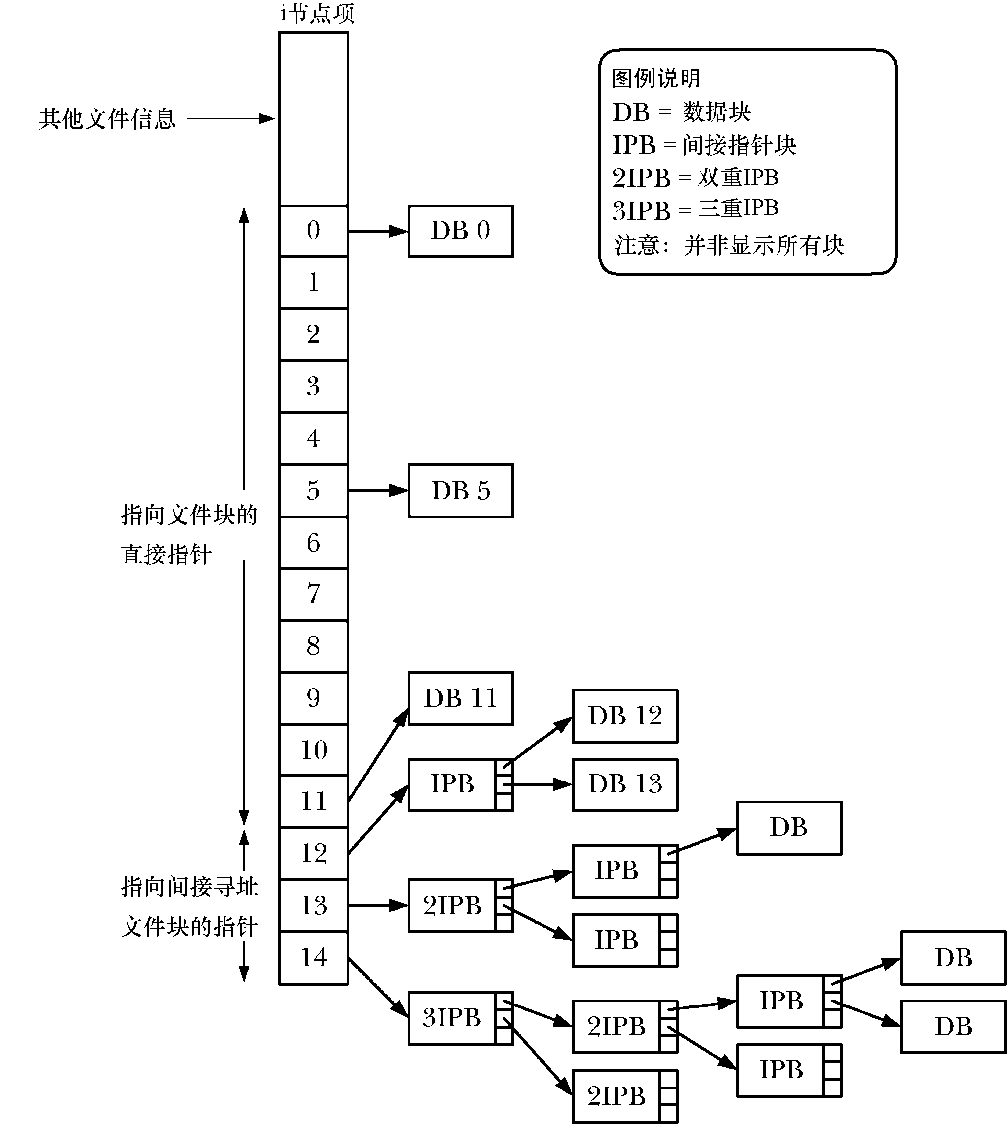 i节点项
图例说明
DB = 数据块
IPB = 间接指针块
2IPB = 双重IPB
3IPB = 三重IPB
注意：并非显示所有块
其他文件信息
0
DB 0
1
2
3
4
5
DB 5
指向文件块的
直接指针
6
7
8
9
DB 11
DB 12
10
11
IPB
DB 13
12
DB
IPB
指向间接寻址
文件块的指针
13
2IPB
IPB
14
DB
IPB
3IPB
2IPB
DB
IPB
2IPB